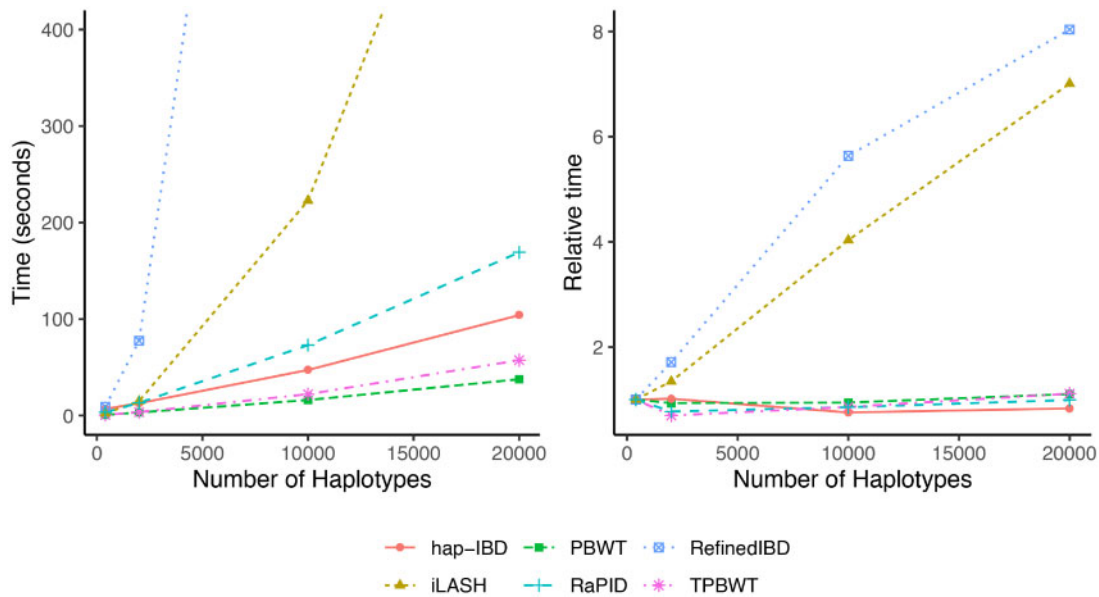 400
300
200
100
0
Time (seconds)
0 5000 10000 15000 20000
Number of Haplotypes
8
6
4
2
Relative time
0 5000 10000 15000 20000
Number of Haplotypes
hap-IBD PBWT RefinedIBD
iLASH RaPID TPBWT